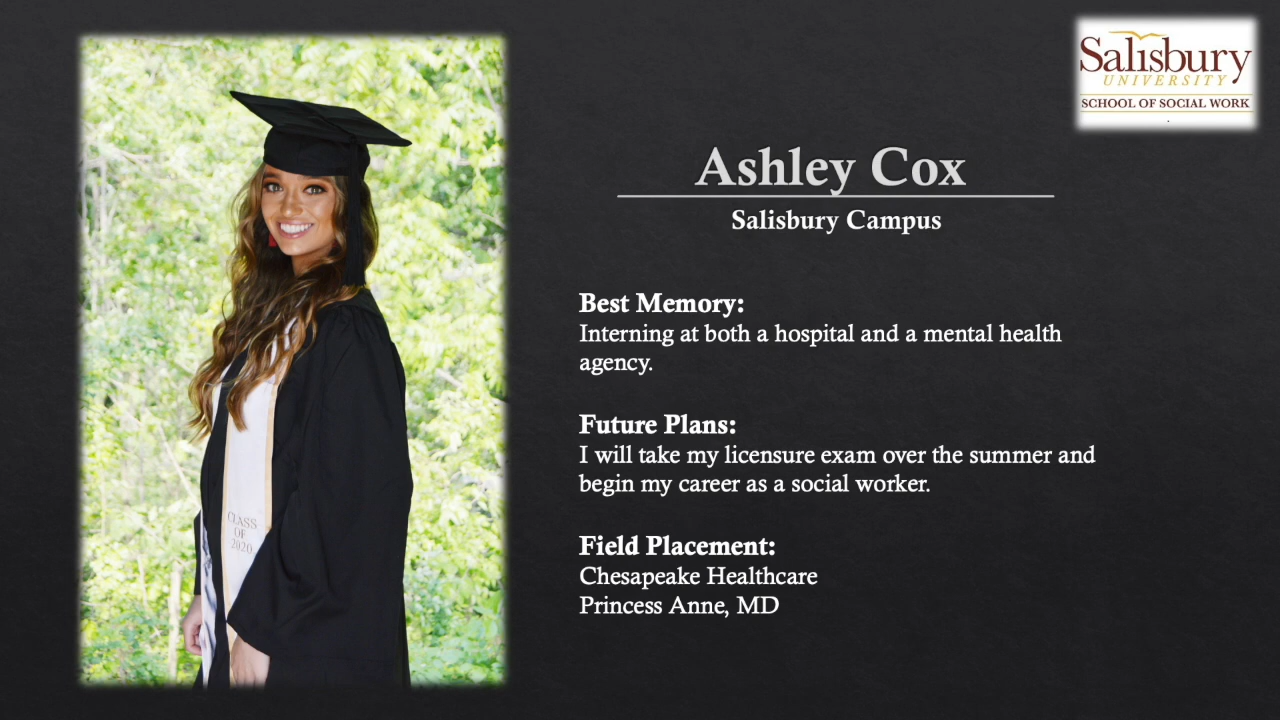 Salisbury
UNIVERSITY
SCHOOL OF SOCIAL WORK
Ashley Cox
Salisbury Campus
Best Memory:
Interning at both a hospital and a mental health
agency.
Future Plans:
I will take my licensure exam over the summer and
begin my career as a social worker.
Field Placement:
Chesapeake Healthcare
Princess Anne, MD
CLASS
OF
2020